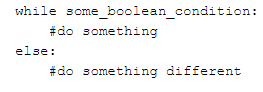 while some_boolean_condition:
    #do something
else:
    #do something different